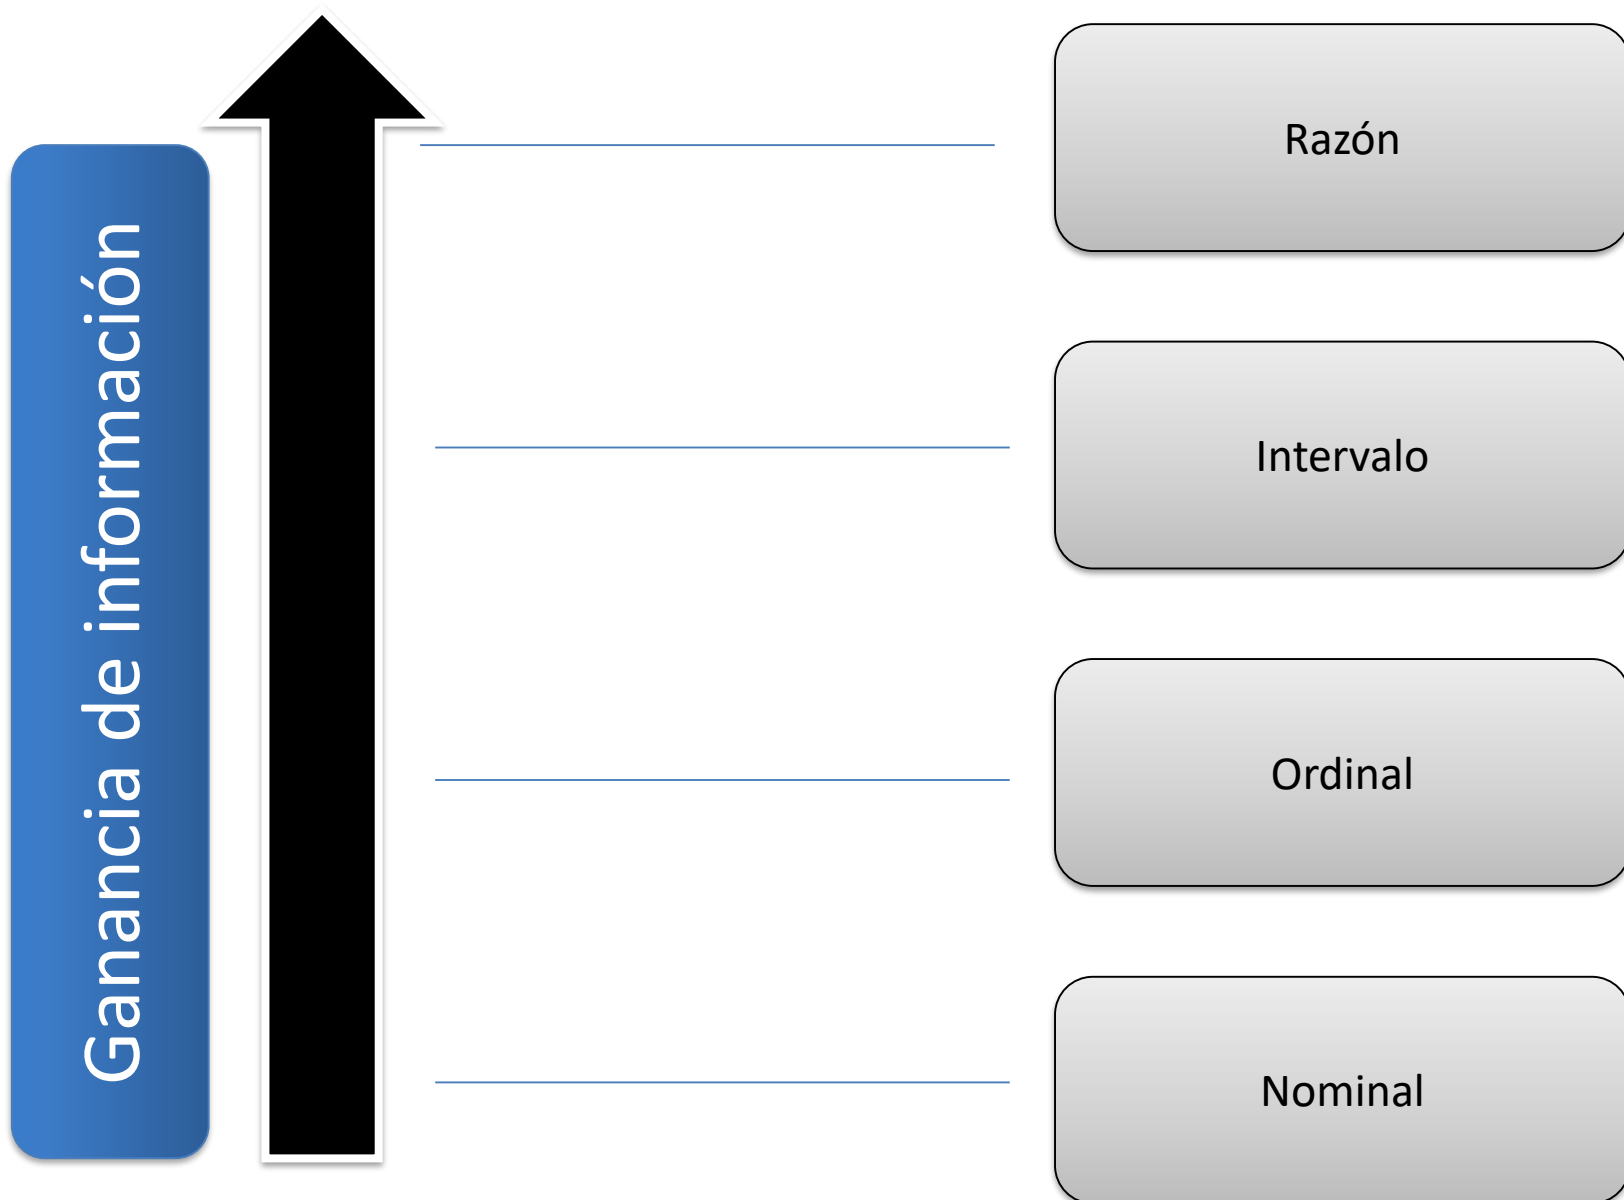 Ganancia de información
Razón
Intervalo
Ordinal
Nominal